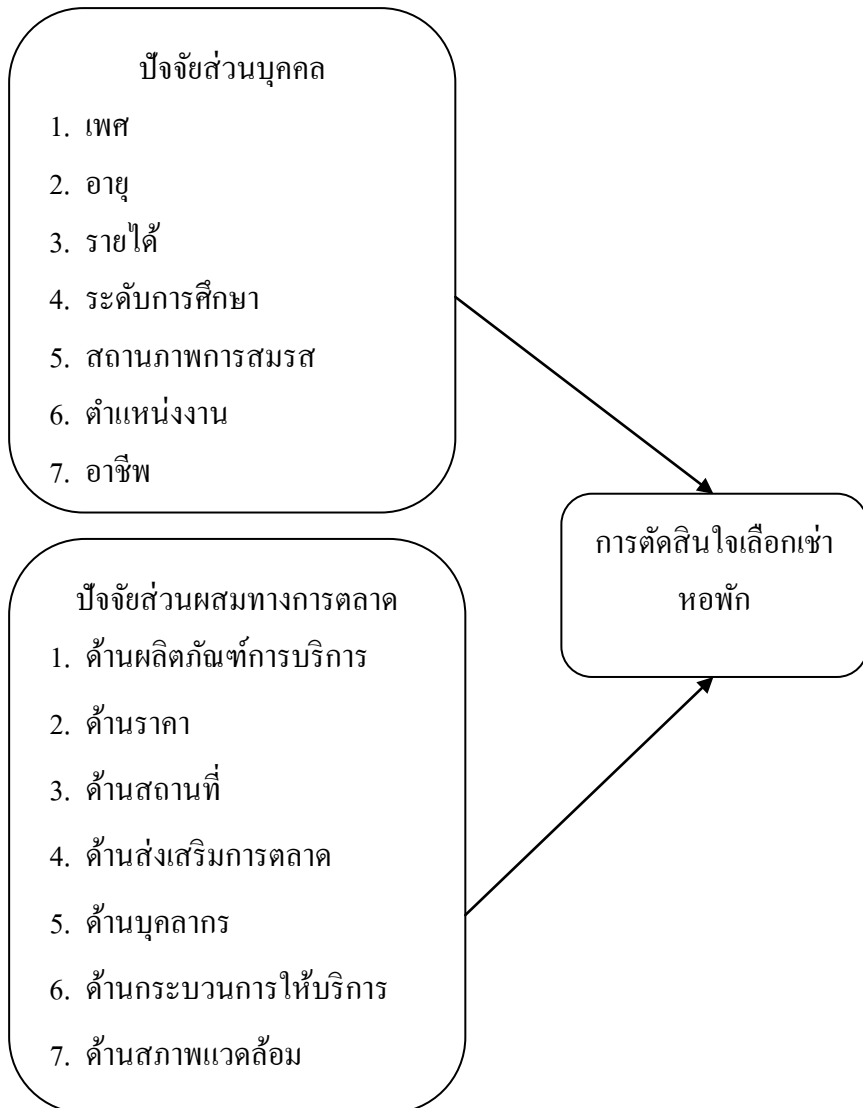 ปัจจัยส่วนบุคคล
1. เพศ
2. อายุ
3. รายได้
4. ระดับการศึกษา
5. สถานภาพการสมรส
6. ตำแหน่งงาน
7. อาชีพ
การตัดสินใจเลือกเช่า
หอพัก
ปัจจัยส่วนผสมทางการตลาด
1. ด้านผลิตภัณฑ์การบริการ
2. ด้านราคา
3. ด้านสถานที่
4. ด้านส่งเสริมการตลาด
5. ด้านบุคลากร
6. ด้านกระบวนการให้บริการ
7. ด้านสภาพแวดล้อม